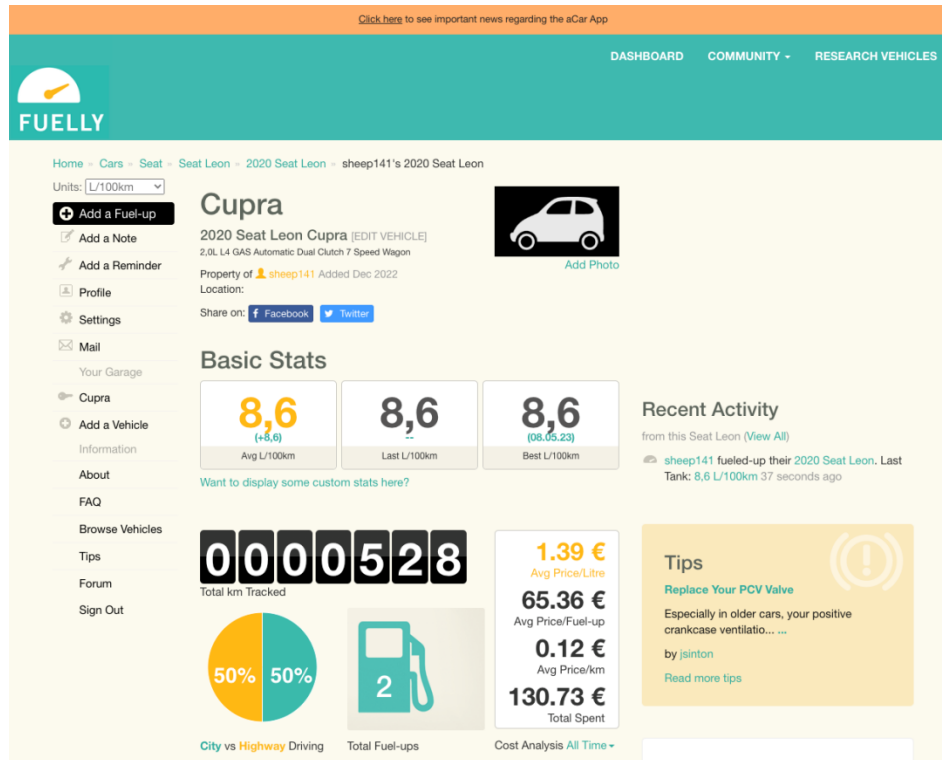 Click here to see important news regarding the aCar App
DASHBOARD COMMUNITY RESEARCH VEHICLES
FUELLY
Home » Cars » Seat » Seat Leon » 2020 Seat Leon » sheep141's 2020 Seat Leon
Units: L/100km
Add a Fuel-up
Add a Note
Add a Reminder
Profile
Settings
Mail
Your Garage
Cupra
Add a Vehicle
Information
About
FAQ
Browse Vehicles
Tips
Forum
Sign Out
Cupra
2020 Seat Leon Cupra [EDIT VEHICLE]
2,0L L4 GAS Automatic Dual Clutch 7 Speed Wagon
Property of sheep141 Added Dec 2022
Location:
Share on: Facebook Twitter
Add Photo
Basic Stats
8,6
(+8,6)
Avg L/100km
8,6
--
Last L/100km
8,6
(08.05.23)
Best L/100km
Want to display some custom stats here?
0000528
Total km Tracked
50% 50%
City vs Highway Driving
2
Total Fuel-ups
1.39 €
Avg Price/Litre
65.36 €
Avg Price/Fuel-up
0.12 €
Avg Price/km
130.73 €
Total Spent
Cost Analysis All Time
Recent Activity
from this Seat Leon (View All)
sheep141 fueled-up their 2020 Seat Leon. Last
Tank: 8,6 L/100km 37 seconds ago
Tips
Replace Your PCV Valve
Especially in older cars, your positive
crankcase ventilatio... ...
by jsinton
Read more tips